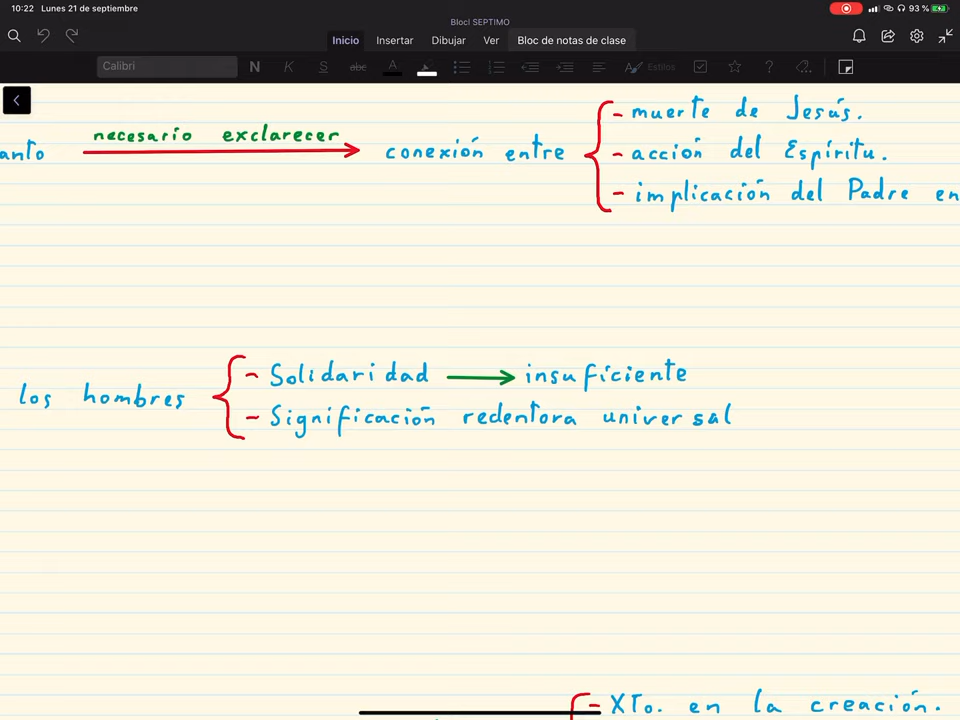 10:22 Lunes 21 de septiembre
93 %
Bloci SEPTIMO
Inicio Insertar Dibujar Ver Bloc de notas de clase
Calibri N K S abc A Estilos
necesario exclarecer
anto conexión entre
- muerte de Jesús.
- acción del Espíritu.
- implicación del Padre en
los hombres
- Solidaridad → insuficiente
- Significación redentora universal
- XTo. en la creación.